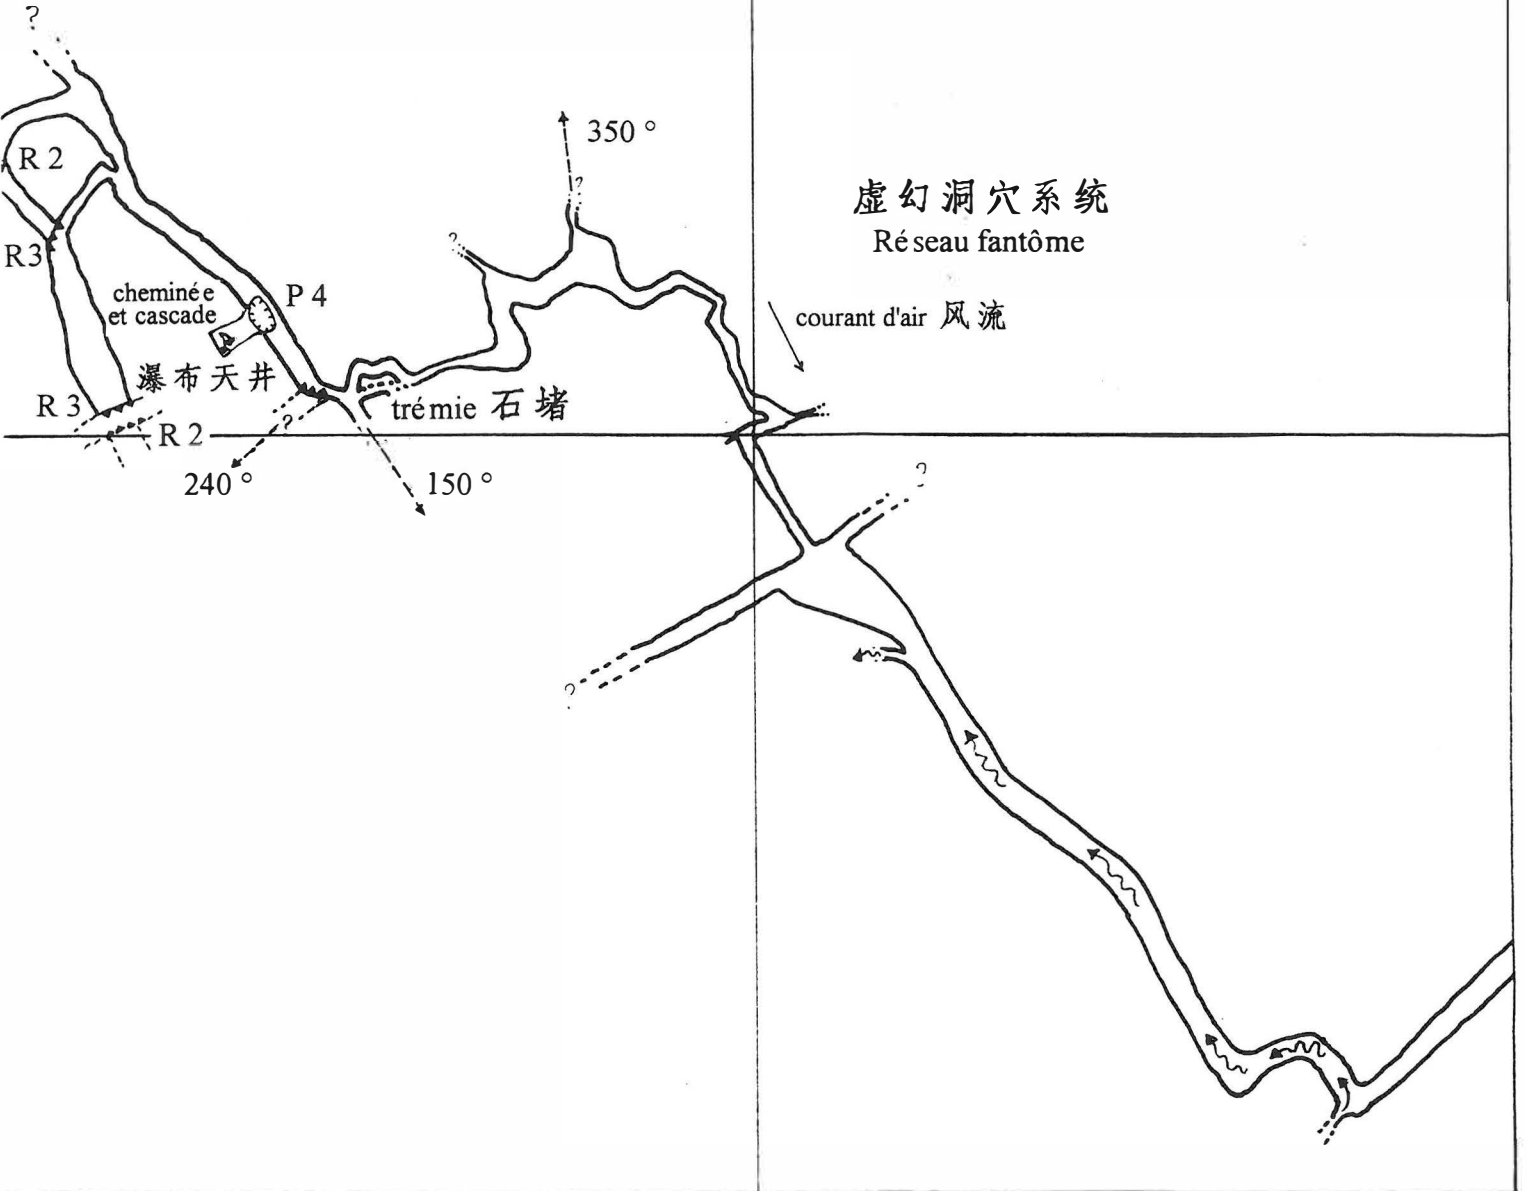 ?
350 °
R 2
?
虚幻洞穴系统
Réseau fantôme
?
R3
cheminée
et cascade
P 4
courant d'air 风流
瀑布天井
R 3
trémie 石堵
?
R 2
240 °
150 °
?
?